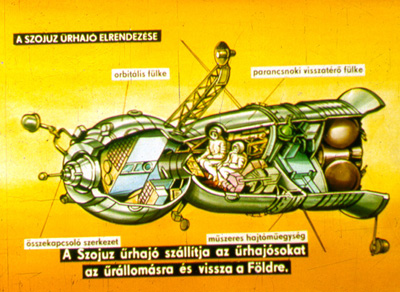 A SZOJUZ ŰRHAJÓ ELRENDEZÉSE
orbitális fülke
parancsnoki visszatérő fülke
összekapcsoló szerkezet
műszeres hajtóműegység
A Szojuz űrhajó szállítja az űrhajósokat
az űrállomásra és vissza a Földre.